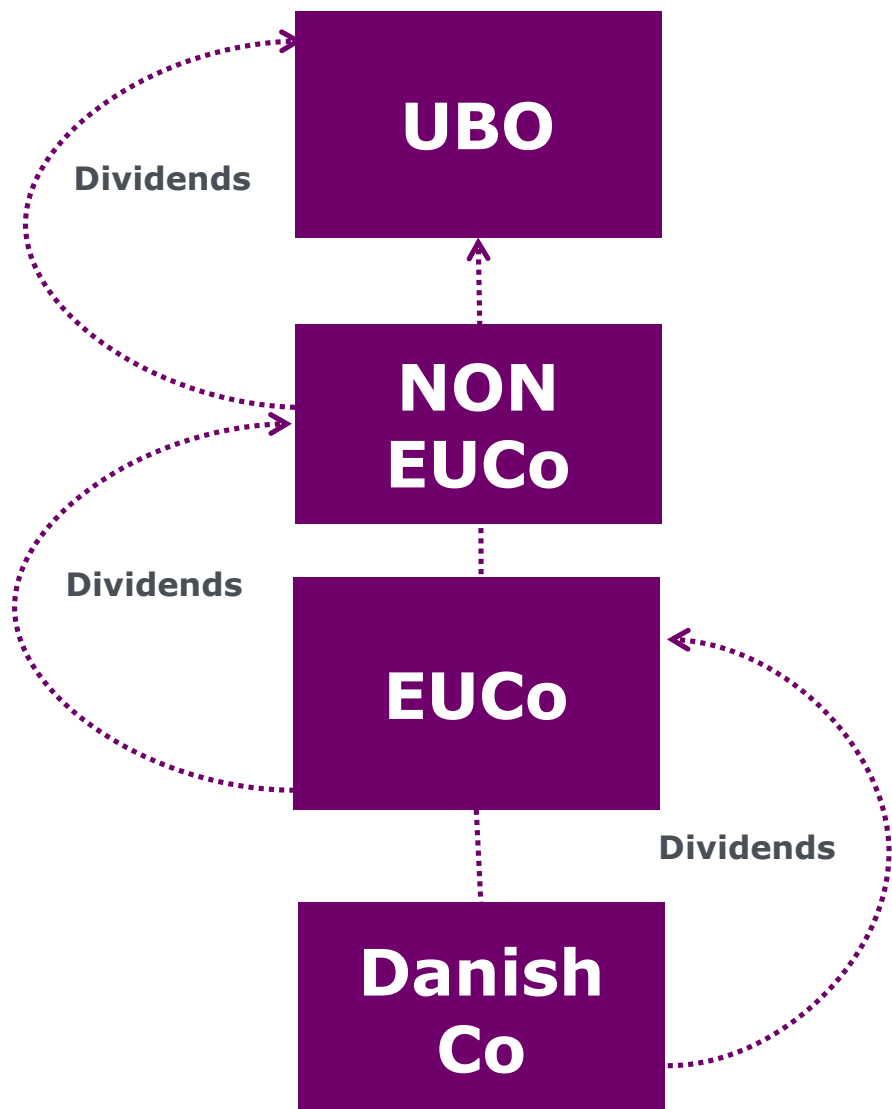 UBO
Dividends
NON
EUCo
Dividends
EUCo
Dividends
Danish
Co